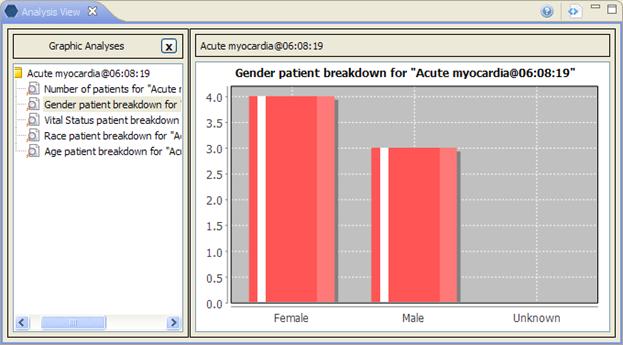 Analysis View
Graphic Analyses x
Acute myocardia@06:08:19
Number of patients for "Acute
Gender patient breakdown for
Vital Status patient breakdown
Race patient breakdown for "A
Age patient breakdown for "Acu
Acute myocardia@06:08:19
Gender patient breakdown for "Acute myocardia@06:08:19"
4.0
3.5
3.0
2.5
2.0
1.5
1.0
0.5
0.0
Female Male Unknown